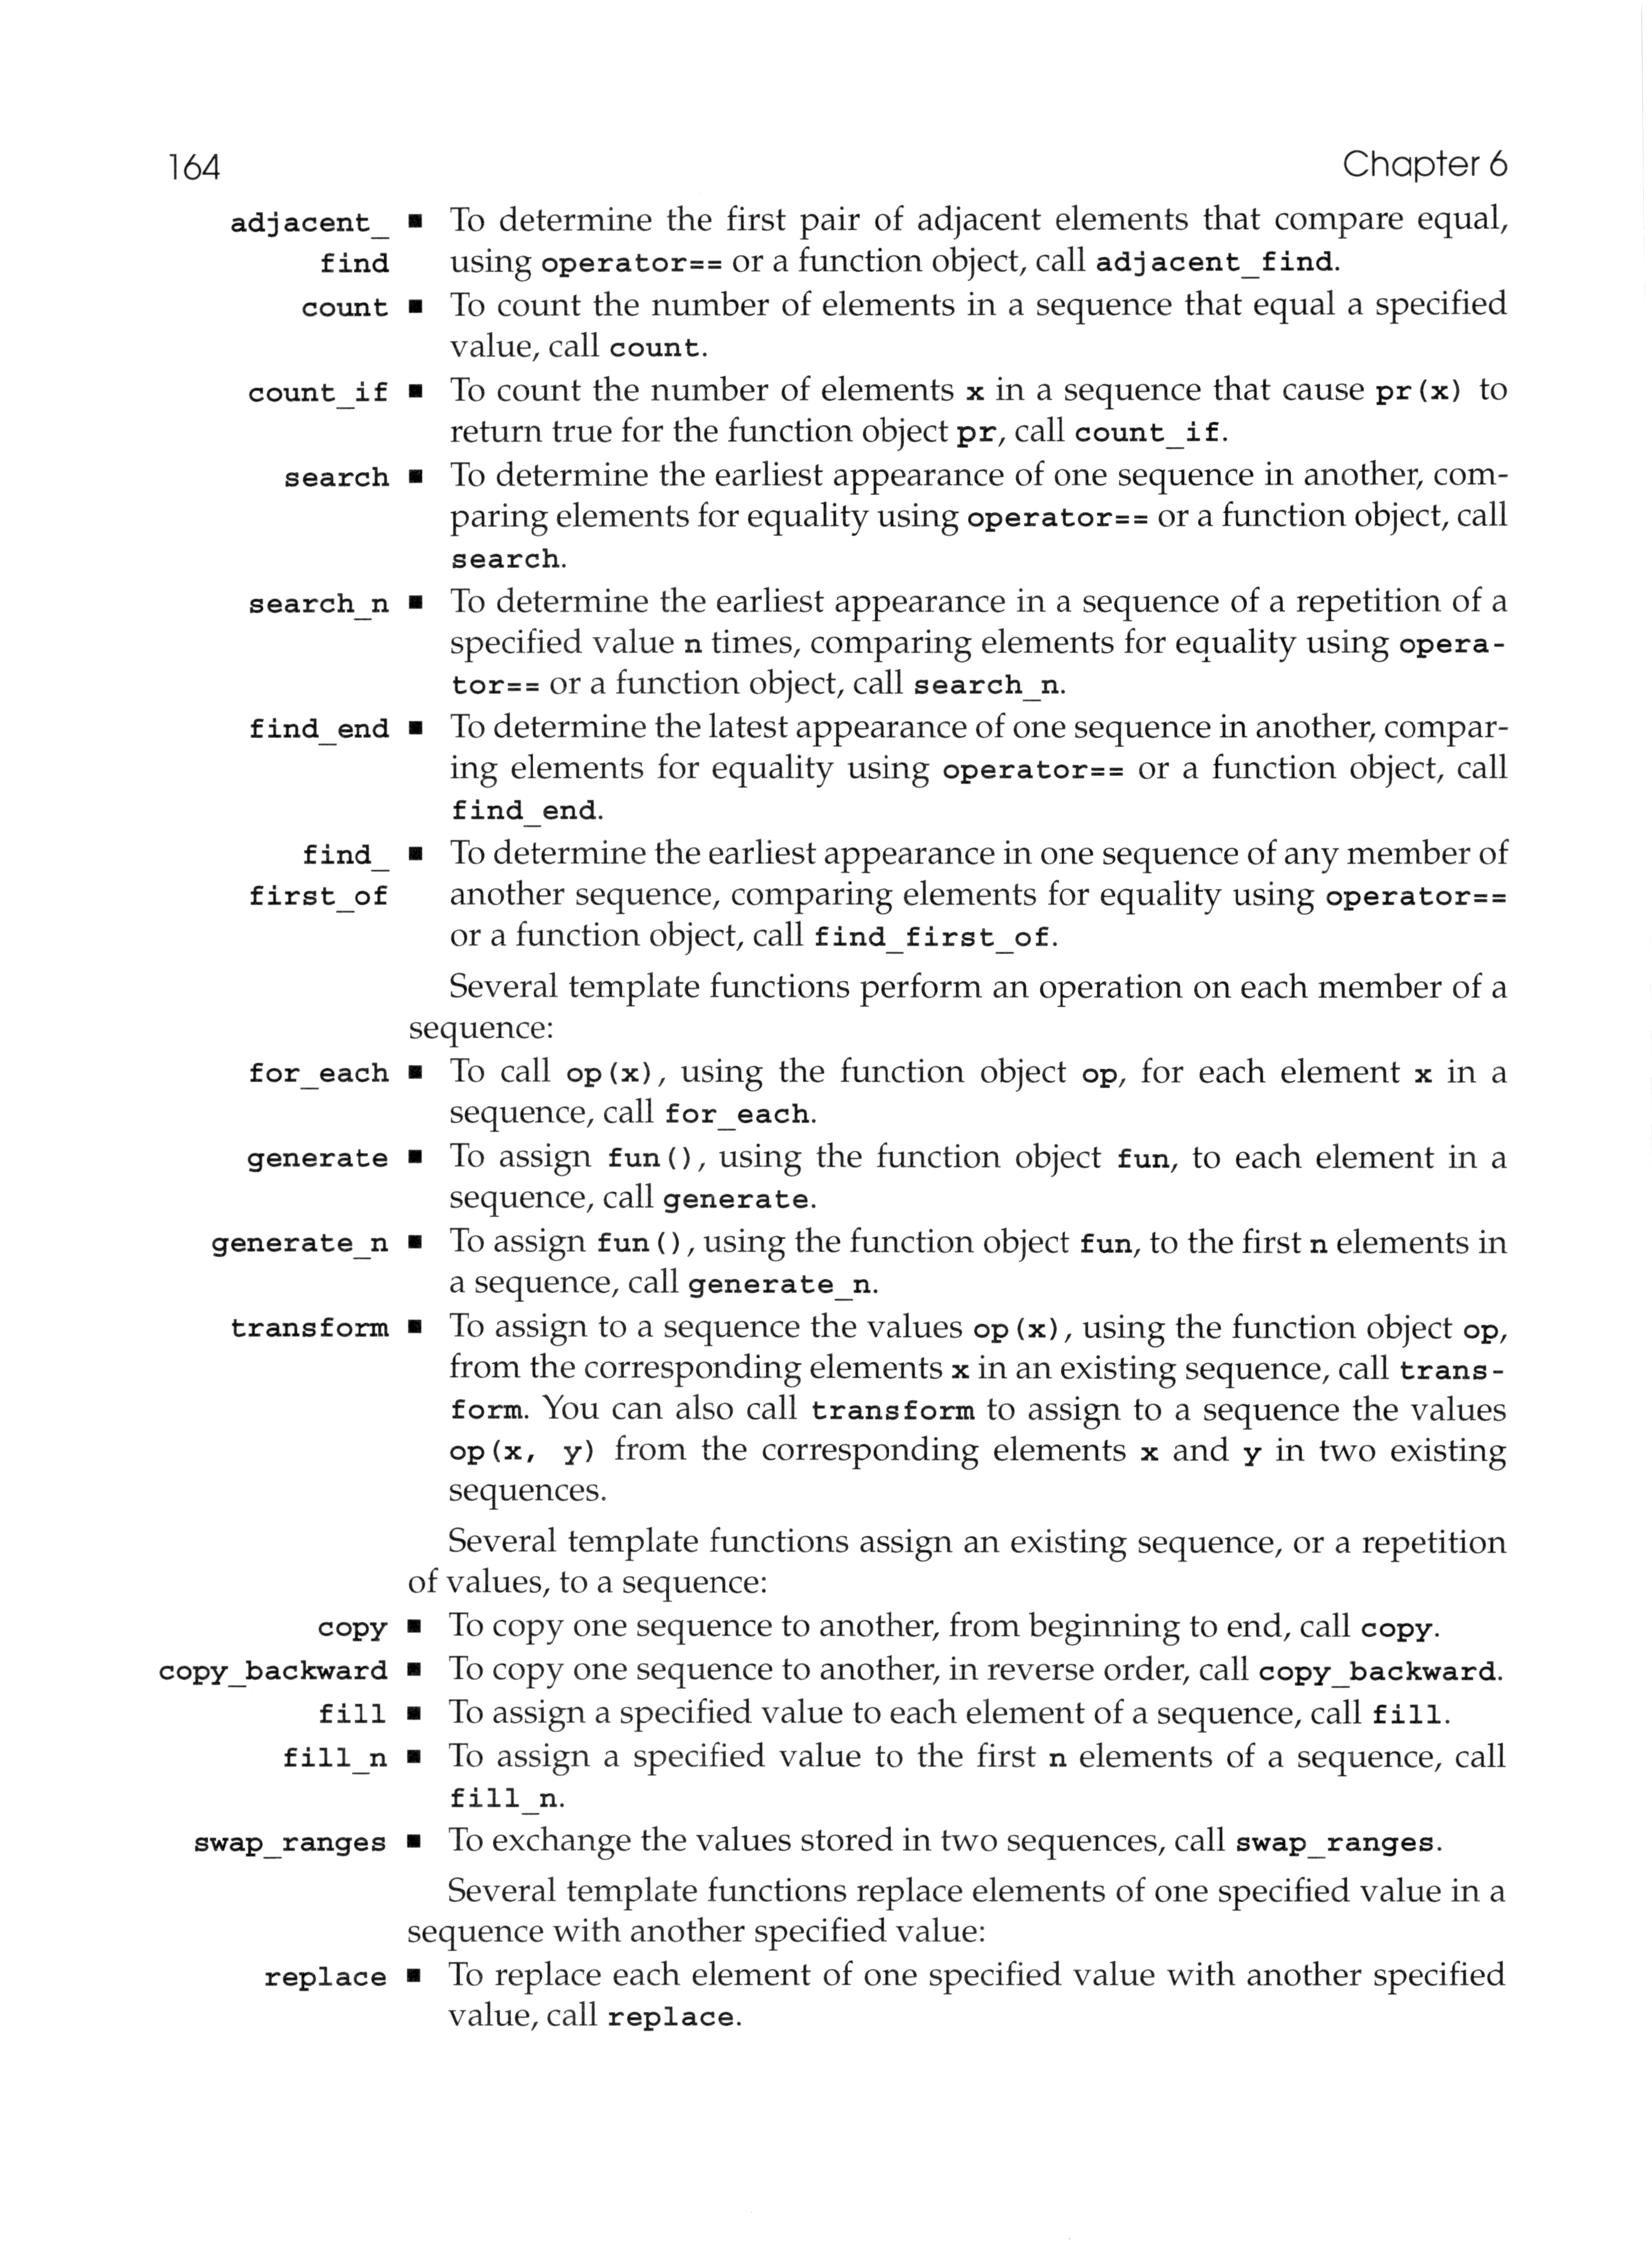 164 Chapter 6
adjacent_ ■ To determine the first pair of adjacent elements that compare equal,
find using operator== or a function object, call adjacent_find.
count ■ To count the number of elements in a sequence that equal a specified
value, call count.
count_if ■ To count the number of elements x in a sequence that cause pr(x) to
return true for the function object pr, call count_if.
search ■ To determine the earliest appearance of one sequence in another, com-
paring elements for equality using operator== or a function object, call
search.
search_n ■ To determine the earliest appearance in a sequence of a repetition of a
specified value n times, comparing elements for equality using opera-
tor== or a function object, call search_n.
find_end ■ To determine the latest appearance of one sequence in another, compar-
ing elements for equality using operator== or a function object, call
find_end.
find_ ■ To determine the earliest appearance in one sequence of any member of
first_of another sequence, comparing elements for equality using operator==
or a function object, call find_first_of.
Several template functions perform an operation on each member of a
sequence:
for_each ■ To call op(x), using the function object op, for each element x in a
sequence, call for_each.
generate ■ To assign fun(), using the function object fun, to each element in a
sequence, call generate.
generate_n ■ To assign fun(), using the function object fun, to the first n elements in
a sequence, call generate_n.
transform ■ To assign to a sequence the values op(x), using the function object op,
from the corresponding elements x in an existing sequence, call trans-
form. You can also call transform to assign to a sequence the values
op(x, y) from the corresponding elements x and y in two existing
sequences.
Several template functions assign an existing sequence, or a repetition
of values, to a sequence:
copy ■ To copy one sequence to another, from beginning to end, call copy.
copy_backward ■ To copy one sequence to another, in reverse order, call copy_backward.
fill ■ To assign a specified value to each element of a sequence, call fill.
fill_n ■ To assign a specified value to the first n elements of a sequence, call
fill_n.
swap_ranges ■ To exchange the values stored in two sequences, call swap_ranges.
Several template functions replace elements of one specified value in a
sequence with another specified value:
replace ■ To replace each element of one specified value with another specified
value, call replace.